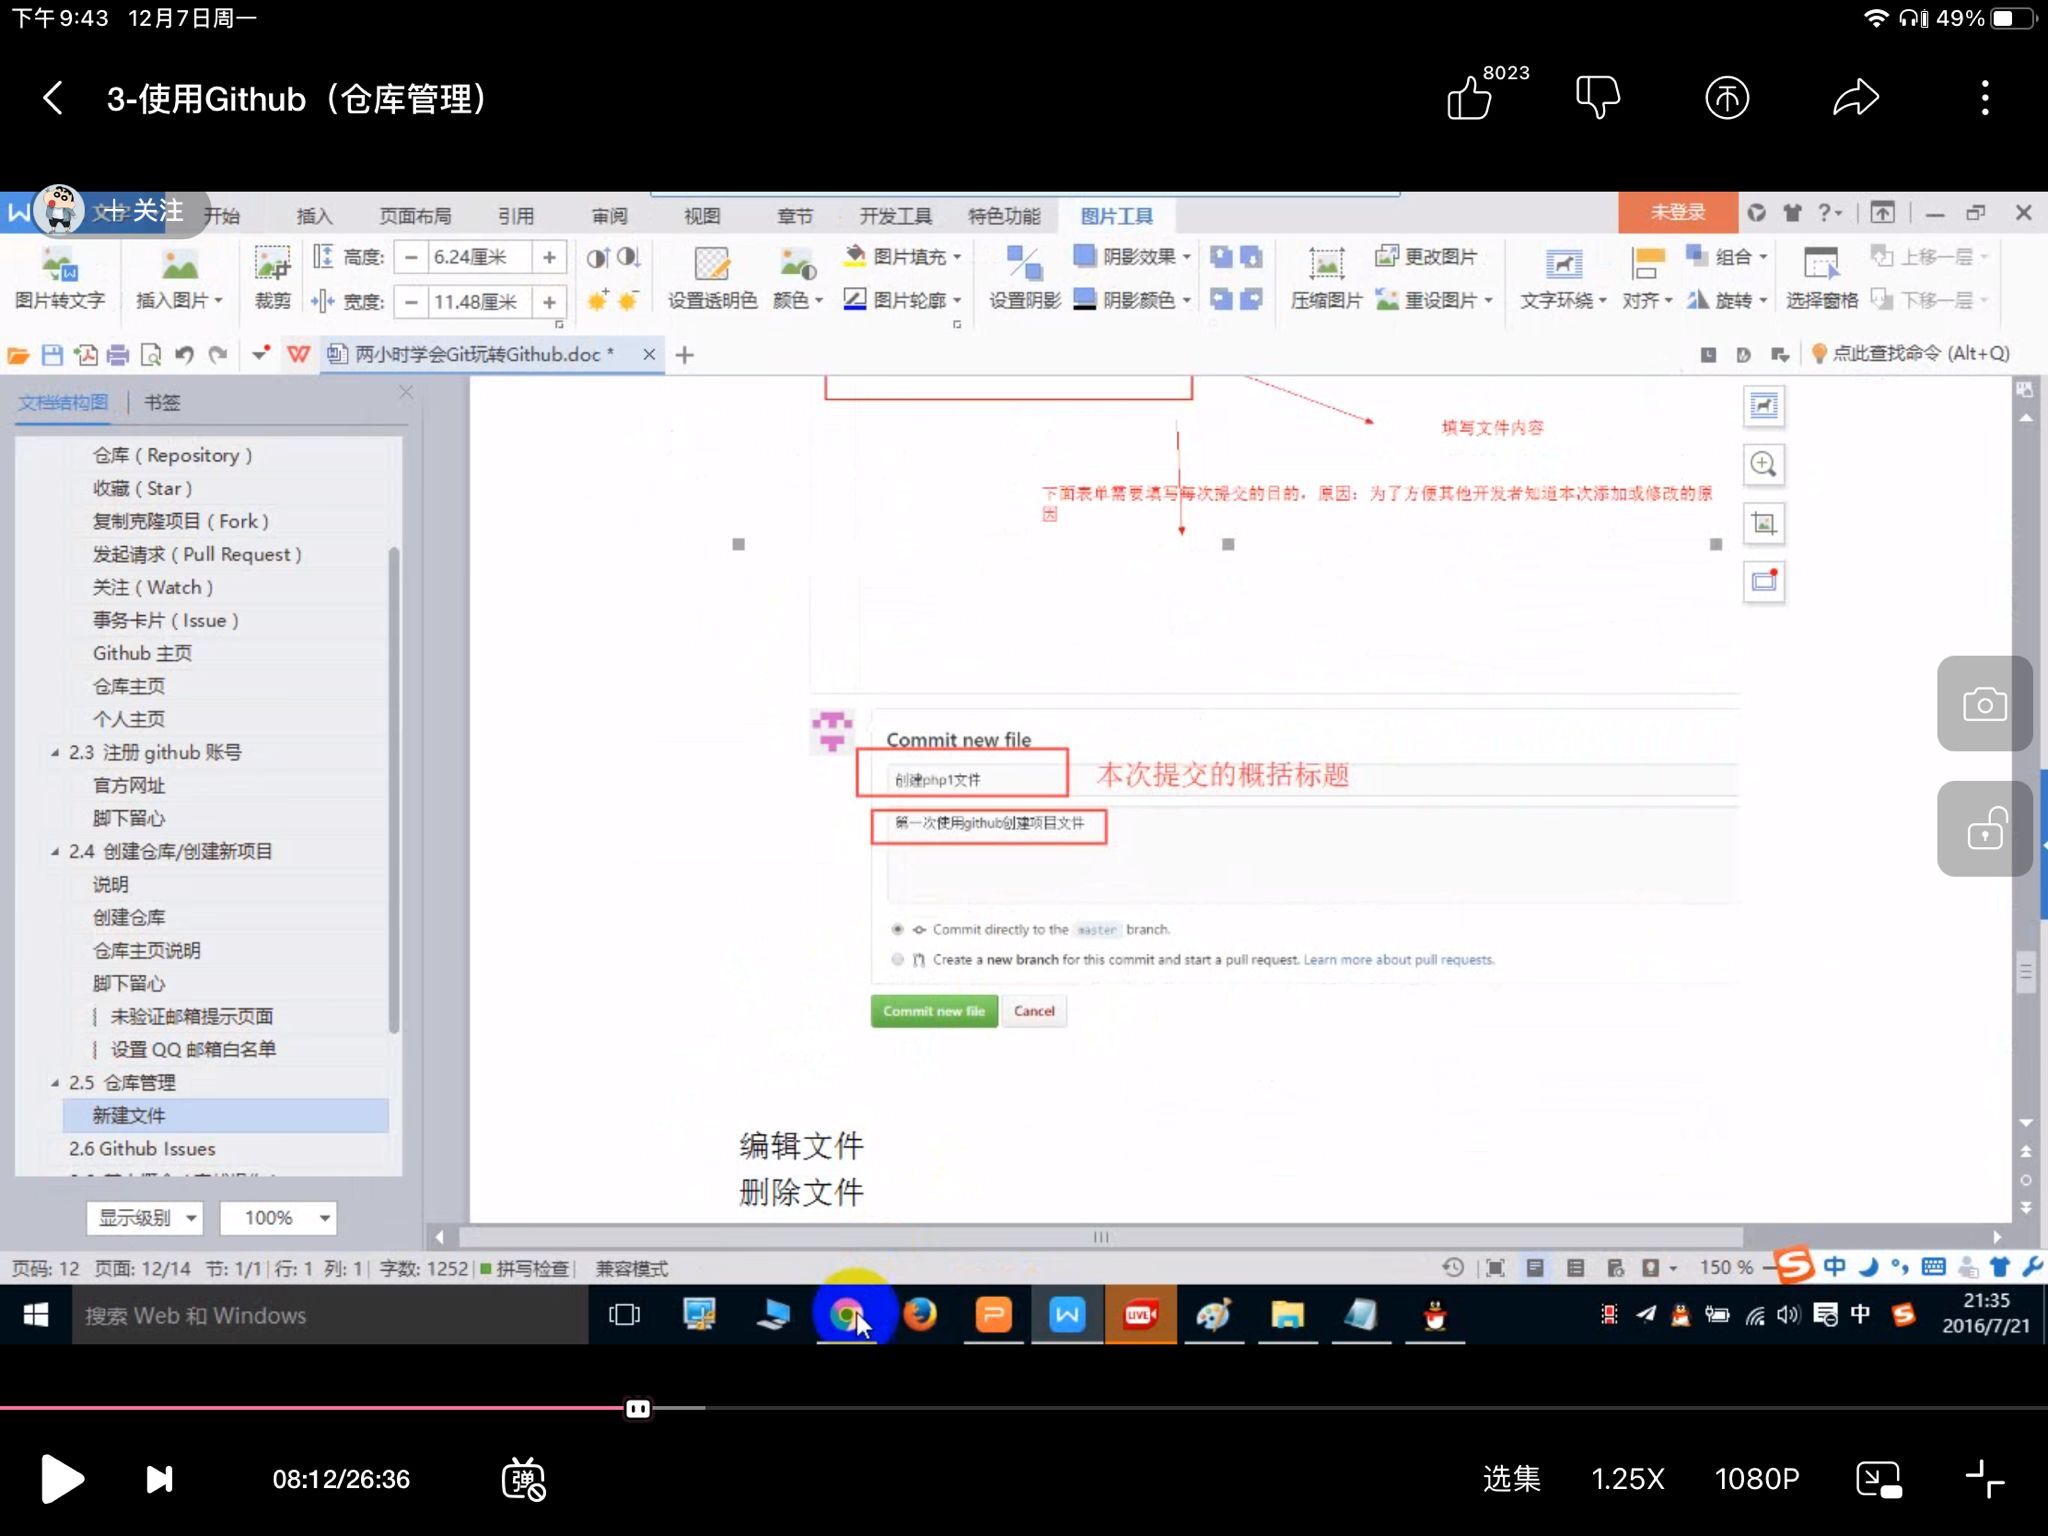 下午9:43 12月7日周一
49%
3-使用Github（仓库管理）
8023
+关注
开始 插入 页面布局 引用 审阅 视图 章节 开发工具 特色功能 图片工具
未登录
高度: 6.24厘米
图片填充 阴影效果 更改图片 组合 上移一层
图片转文字 插入图片 裁剪 宽度: 11.48厘米 设置透明色 颜色 图片轮廓 设置阴影 阴影颜色 压缩图片 重设图片 文字环绕 对齐 旋转 选择窗格 下移一层
两小时学会Git玩转Github.doc *
点此查找命令 (Alt+Q)
文档结构图 书签
仓库 ( Repository )
收藏 ( Star )
复制克隆项目 ( Fork )
发起请求 ( Pull Request )
关注 ( Watch )
事务卡片 ( Issue )
Github 主页
仓库主页
个人主页
2.3 注册 github 账号
官方网址
脚下留心
2.4 创建仓库/创建新项目
说明
创建仓库
仓库主页说明
脚下留心
未验证邮箱提示页面
设置 QQ 邮箱白名单
2.5 仓库管理
新建文件
2.6 Github Issues
显示级别 100%
填写文件内容
下面表单需要填写每次提交的目的，原因：为了方便其他开发者知道本次添加或修改的原
因
Commit new file
创建php1文件
本次提交的概括标题
第一次使用github创建项目文件
Commit directly to the master branch.
Create a new branch for this commit and start a pull request. Learn more about pull requests.
Commit new file Cancel
编辑文件
删除文件
页码: 12 页面: 12/14 节: 1/1 行: 1 列: 1 字数: 1252 拼写检查 兼容模式
150 %
中
搜索 Web 和 Windows
LIVE
中
21:35
2016/7/21
08:12/26:36
弹
选集 1.25X 1080P